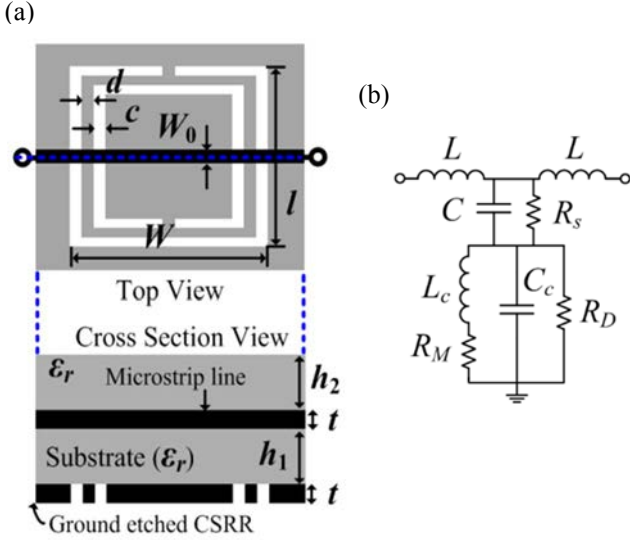 (a)
d
c
W₀
l
W
Top View
Cross Section View
εr
Microstrip line
h₂
t
Substrate (εr)
h₁
t
Ground etched CSRR
(b)
L
L
C
Rs
Lc
Cc
RD
RM